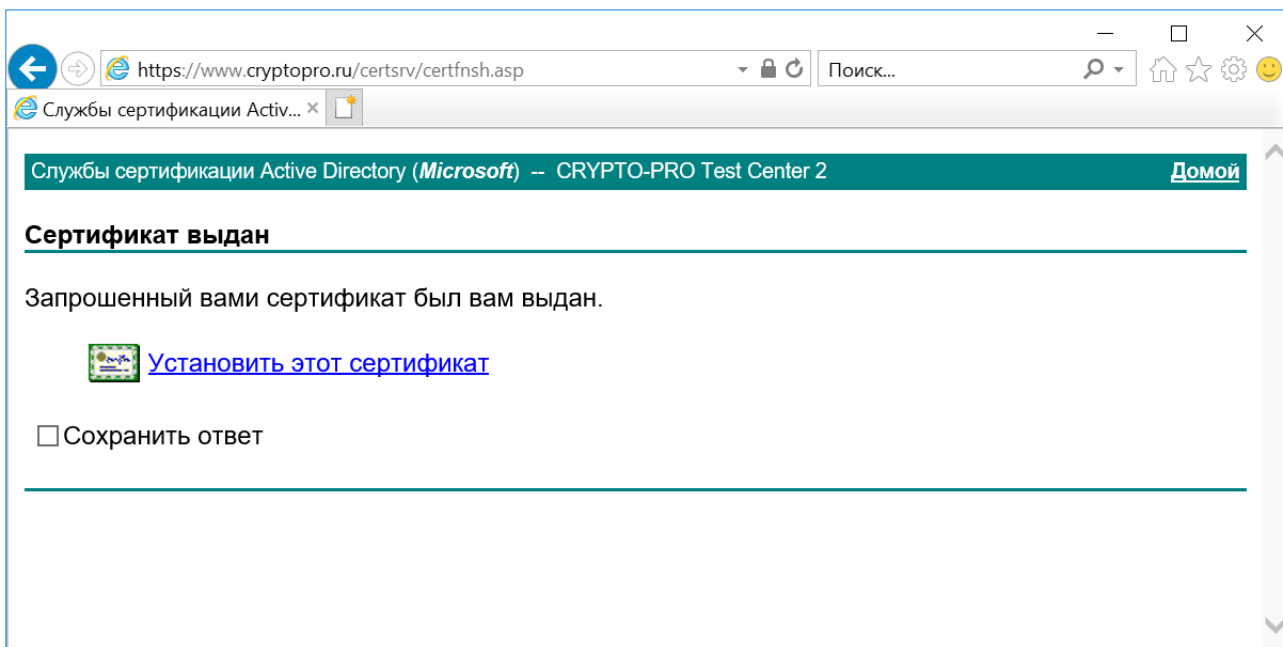 https://www.cryptopro.ru/certsrv/certfnsh.asp Поиск...
Службы сертификации Activ...
Службы сертификации Active Directory (Microsoft) -- CRYPTO-PRO Test Center 2 Домой
Сертификат выдан
Запрошенный вами сертификат был вам выдан.
Установить этот сертификат
Сохранить ответ